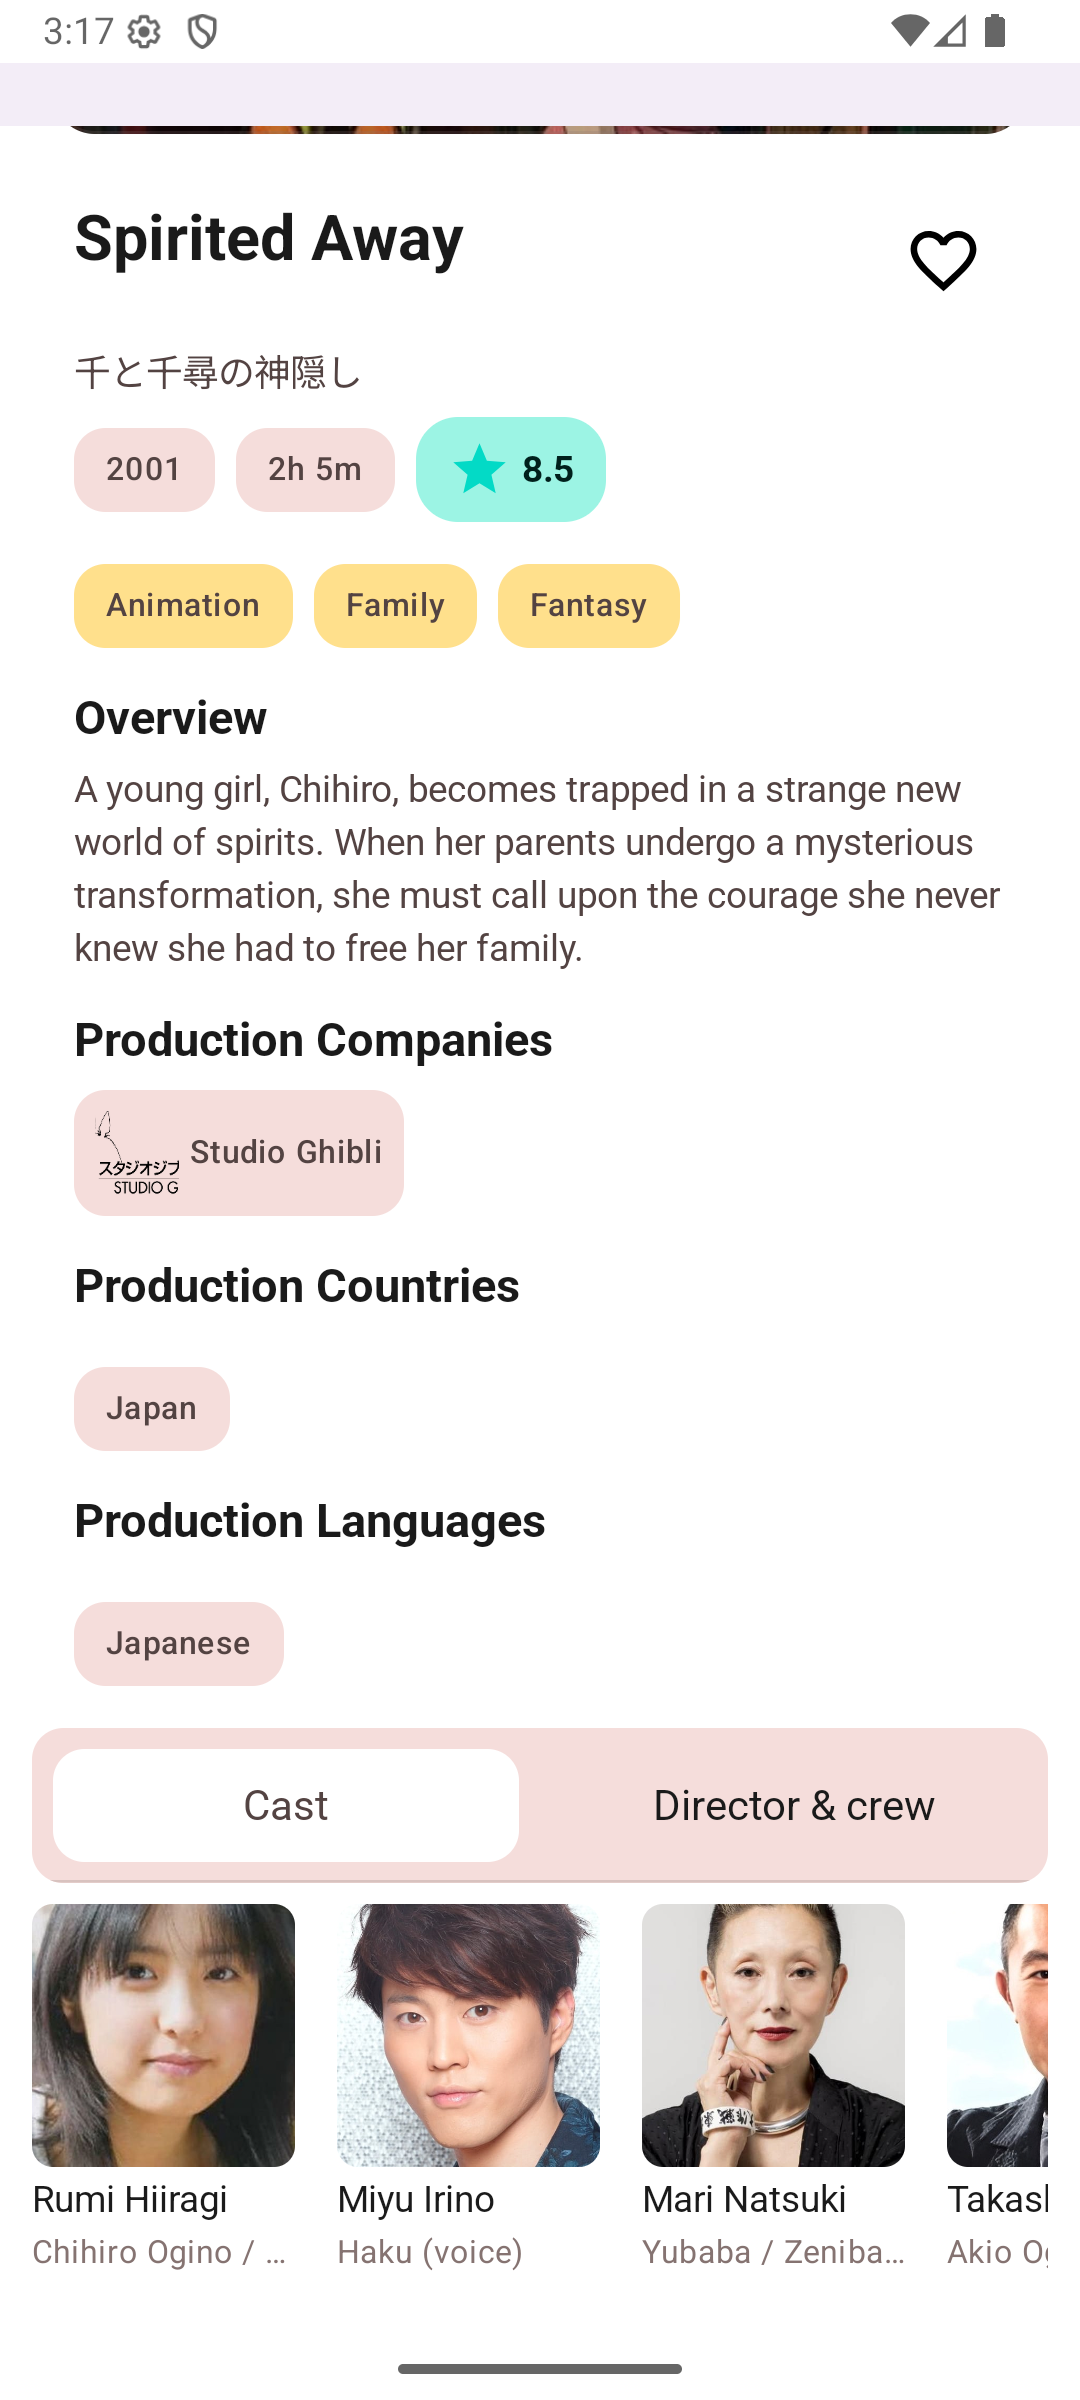 3:17
Spirited Away
千と千尋の神隠し
2001
2h 5m
8.5
Animation
Family
Fantasy
Overview
A young girl, Chihiro, becomes trapped in a strange new
world of spirits. When her parents undergo a mysterious
transformation, she must call upon the courage she never
knew she had to free her family.
Production Companies
スタジオジブ
STUDIO G
Studio Ghibli
Production Countries
Japan
Production Languages
Japanese
Cast
Director & crew
Rumi Hiiragi
Chihiro Ogino / ...
Miyu Irino
Haku (voice)
Mari Natsuki
Yubaba / Zeniba...
Akio